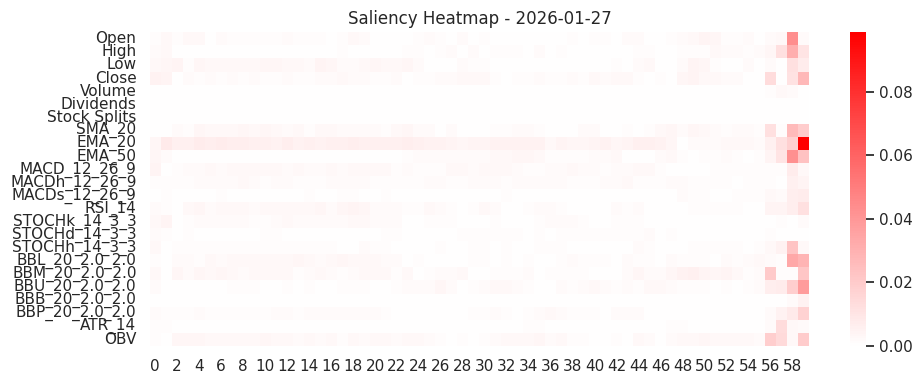 Saliency Heatmap - 2026-01-27
Open
High
Low
Close
Volume
Dividends
Stock Splits
SMA_20
EMA_20
EMA_50
MACD_12_26_9
MACDh_12_26_9
MACDs_12_26_9
RSI_14
STOCHk_14_3_3
STOCHd_14_3_3
STOCHh_14_3_3
BBL_20_2.0_2.0
BBM_20_2.0_2.0
BBU_20_2.0_2.0
BBB_20_2.0_2.0
BBP_20_2.0_2.0
ATR_14
OBV
0 2 4 6 8 10 12 14 16 18 20 22 24 26 28 30 32 34 36 38 40 42 44 46 48 50 52 54 56 58
0.08
0.06
0.04
0.02
0.00